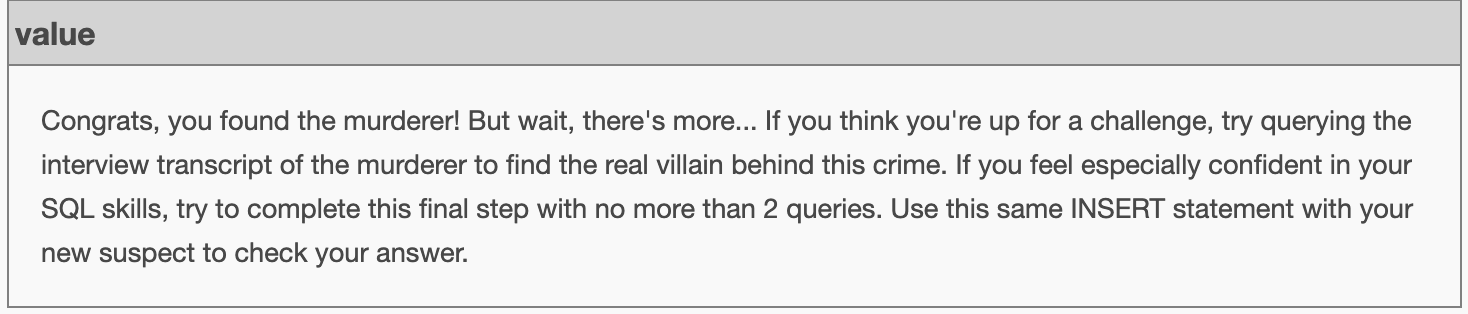 value
Congrats, you found the murderer! But wait, there's more... If you think you're up for a challenge, try querying the
interview transcript of the murderer to find the real villain behind this crime. If you feel especially confident in your
SQL skills, try to complete this final step with no more than 2 queries. Use this same INSERT statement with your
new suspect to check your answer.